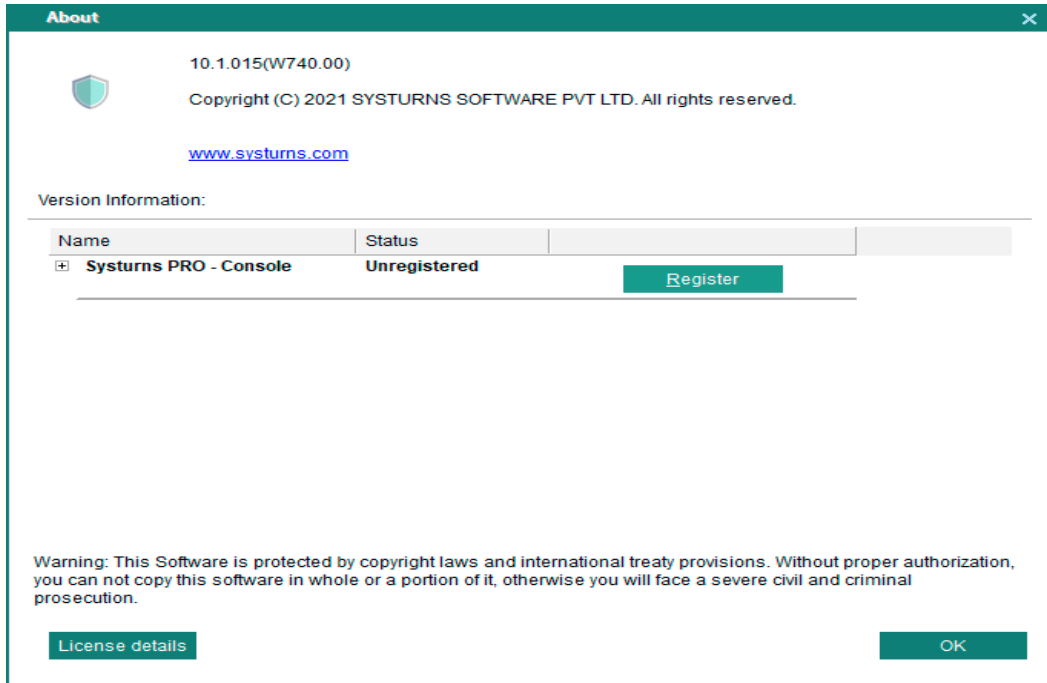 About
10.1.015(W740.00)
Copyright (C) 2021 SYSTURNS SOFTWARE PVT LTD. All rights reserved.
www.systurns.com
Version Information:
Name Status
Systurns PRO - Console Unregistered
Register
Warning: This Software is protected by copyright laws and international treaty provisions. Without proper authorization,
you can not copy this software in whole or a portion of it, otherwise you will face a severe civil and criminal
prosecution.
License details OK